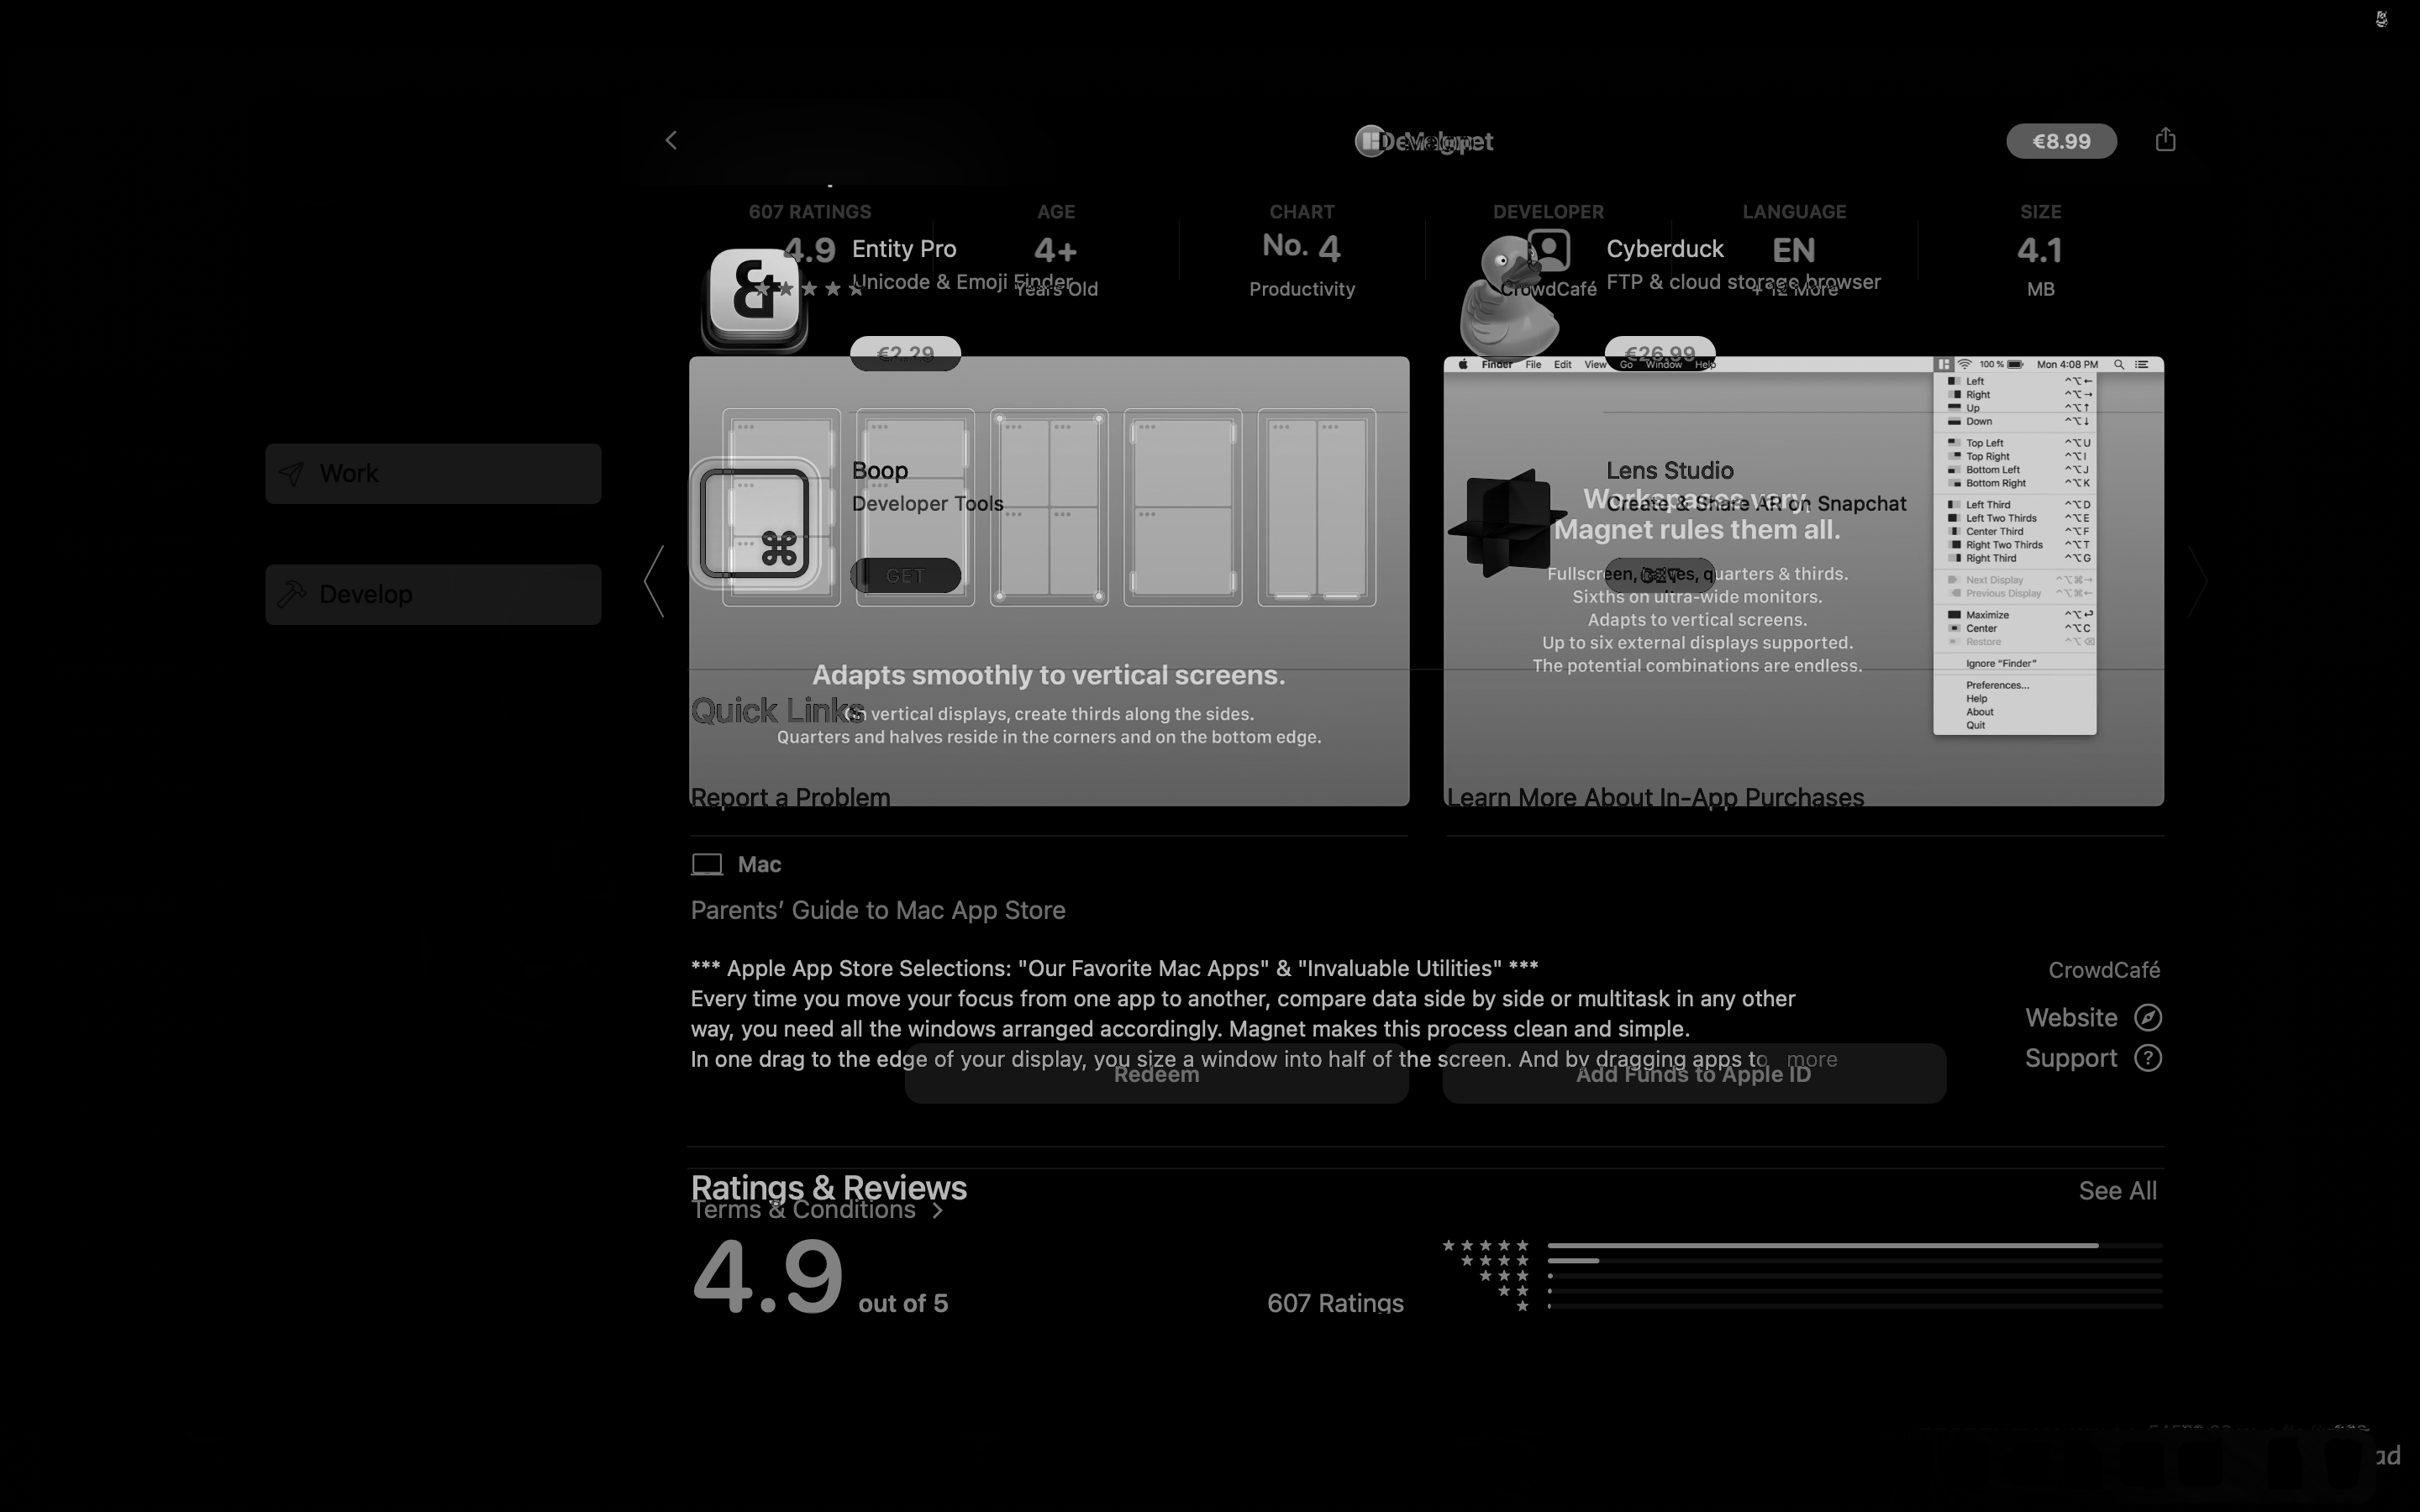 Develop Magnet
€8.99
607 RATINGS
AGE
CHART
DEVELOPER
LANGUAGE
SIZE
4.9
Entity Pro
4+
No. 4
Cyberduck
EN
4.1
Unicode & Emoji Finder
Years Old
Productivity
CrowdCafé
FTP & cloud storage browser
+ 12 More
MB
€2.29
€26.99
Finder File Edit View Go Window Help
100 % Mon 4:08 PM
Left ^⌥←
Right ^⌥→
Up ^⌥↑
Down ^⌥↓
Top Left ^⌥U
Top Right ^⌥I
Bottom Left ^⌥J
Bottom Right ^⌥K
Left Third ^⌥D
Left Two Thirds ^⌥E
Center Third ^⌥F
Right Two Thirds ^⌥T
Right Third ^⌥G
Next Display ^⌥⌘→
Previous Display ^⌥⌘←
Maximize ^⌥↩
Center ^⌥C
Restore ^⌥⌫
Ignore "Finder"
Preferences...
Help
About
Quit
Work
Develop
Boop
Developer Tools
GET
Lens Studio
Create & Share AR on Snapchat
GET
Workspaces vary,
Magnet rules them all.
Fullscreen, halves, quarters & thirds.
Sixths on ultra-wide monitors.
Adapts to vertical screens.
Up to six external displays supported.
The potential combinations are endless.
Adapts smoothly to vertical screens.
On vertical displays, create thirds along the sides.
Quarters and halves reside in the corners and on the bottom edge.
Quick Links
Report a Problem
Learn More About In-App Purchases
Mac
Parents' Guide to Mac App Store
*** Apple App Store Selections: "Our Favorite Mac Apps" & "Invaluable Utilities" ***
Every time you move your focus from one app to another, compare data side by side or multitask in any other
way, you need all the windows arranged accordingly. Magnet makes this process clean and simple.
In one drag to the edge of your display, you size a window into half of the screen. And by dragging apps to more
CrowdCafé
Website
Support
Redeem
Add Funds to Apple ID
Ratings & Reviews
See All
Terms & Conditions
4.9 out of 5
607 Ratings
ad